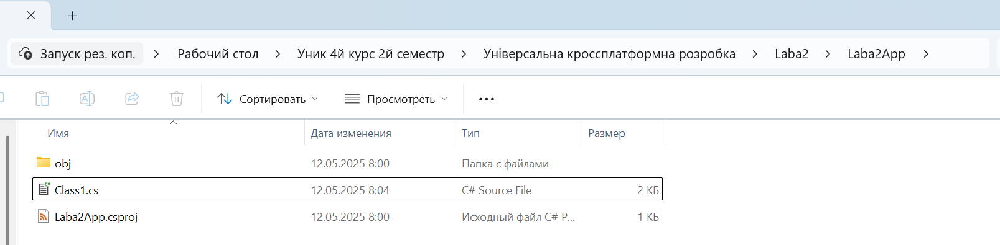 Запуск рез. коп. > Рабочий стол > Уник 4й курс 2й семестр > Універсальна кроссплатформна розробка > Laba2 > Laba2App >
Сортировать Просмотреть
Имя Дата изменения Тип Размер
obj 12.05.2025 8:00 Папка с файлами
Class1.cs 12.05.2025 8:04 C# Source File 2 КБ
Laba2App.csproj 12.05.2025 8:00 Исходный файл C# P... 1 КБ